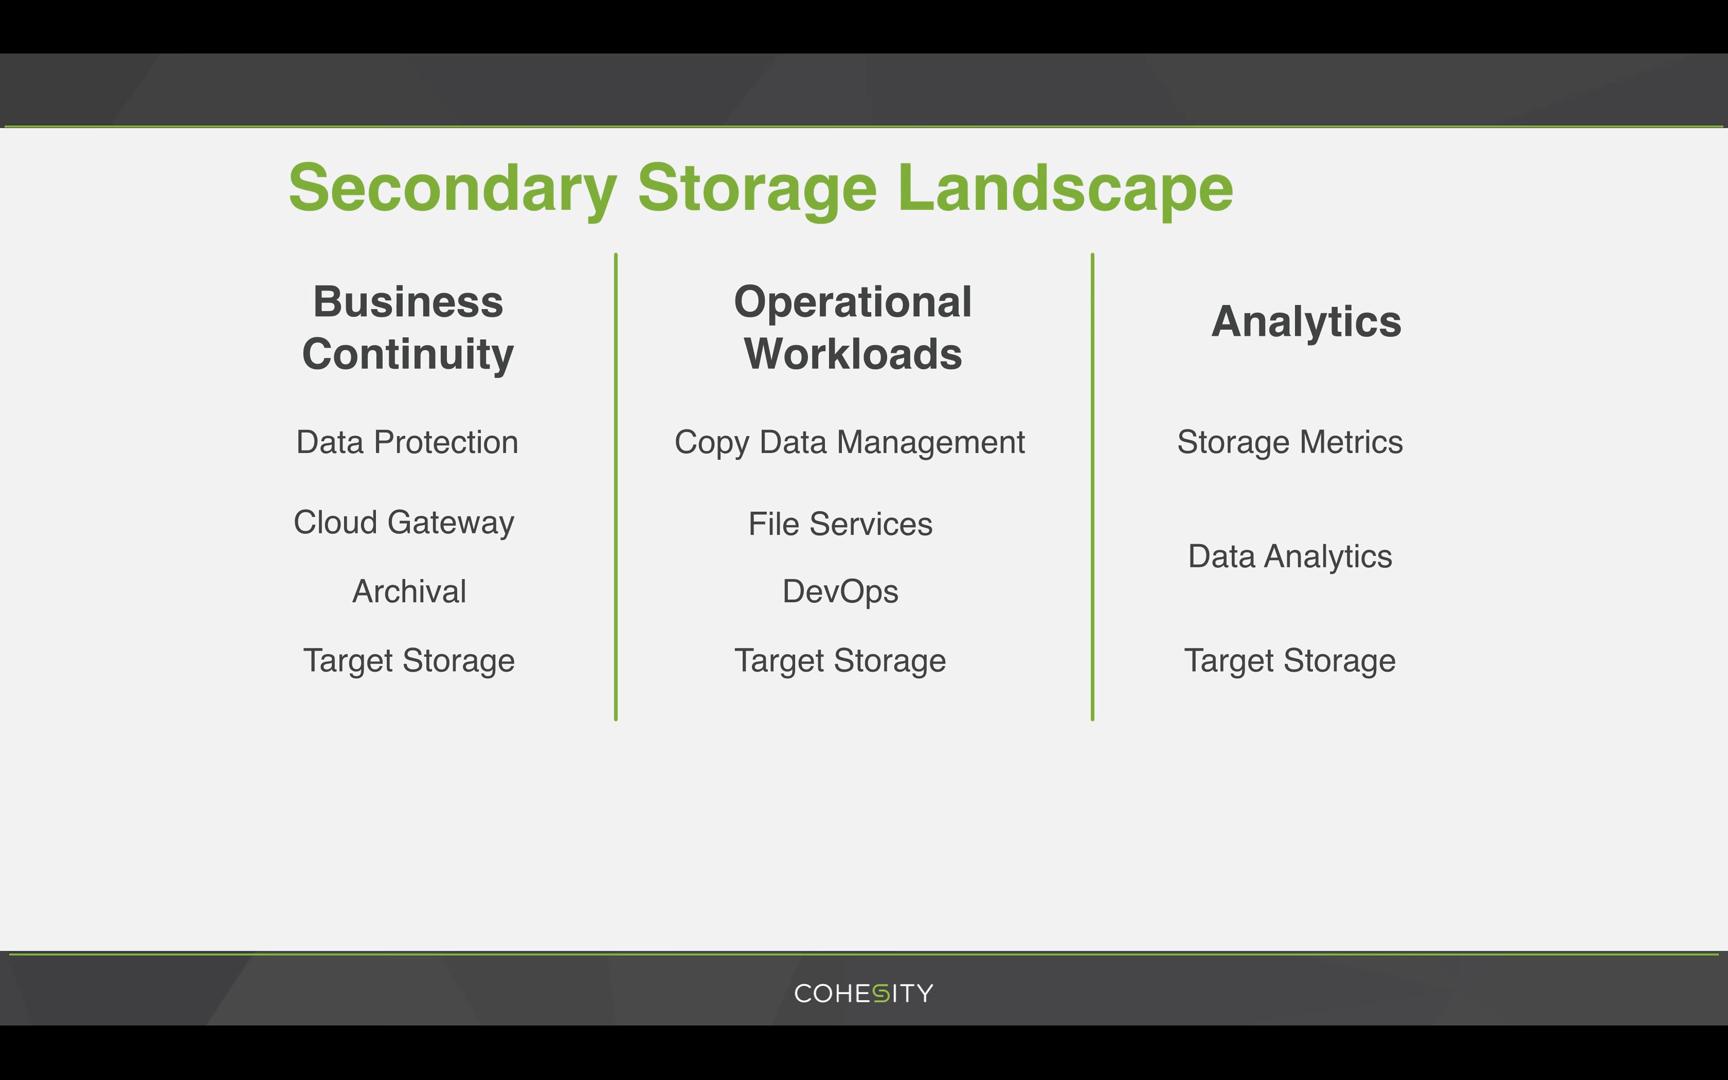 Secondary Storage Landscape
Business
Continuity
Data Protection
Cloud Gateway
Archival
Target Storage
Operational
Workloads
Copy Data Management
File Services
DevOps
Target Storage
Analytics
Storage Metrics
Data Analytics
Target Storage
COHESITY